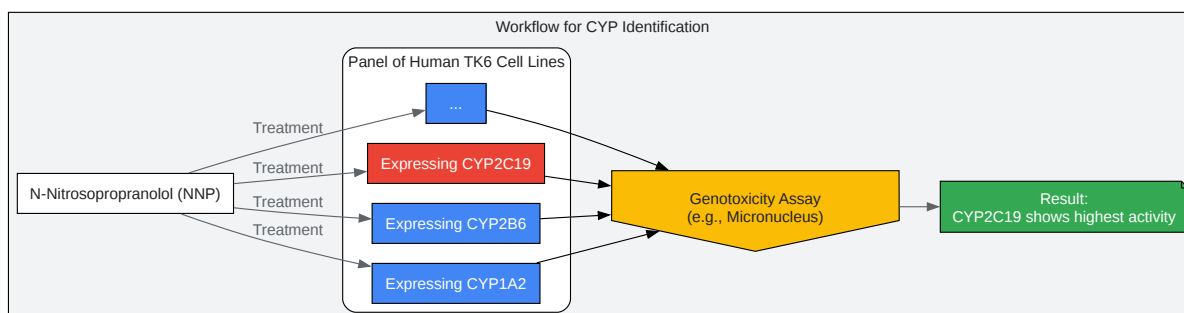 Workflow for CYP Identification
Panel of Human TK6 Cell Lines
...
Treatment
Expressing CYP2C19
Treatment
N-Nitrosopropranolol (NNP)
Treatment
Expressing CYP2B6
Treatment
Expressing CYP1A2
Genotoxicity Assay
(e.g., Micronucleus)
Result:
CYP2C19 shows highest activity